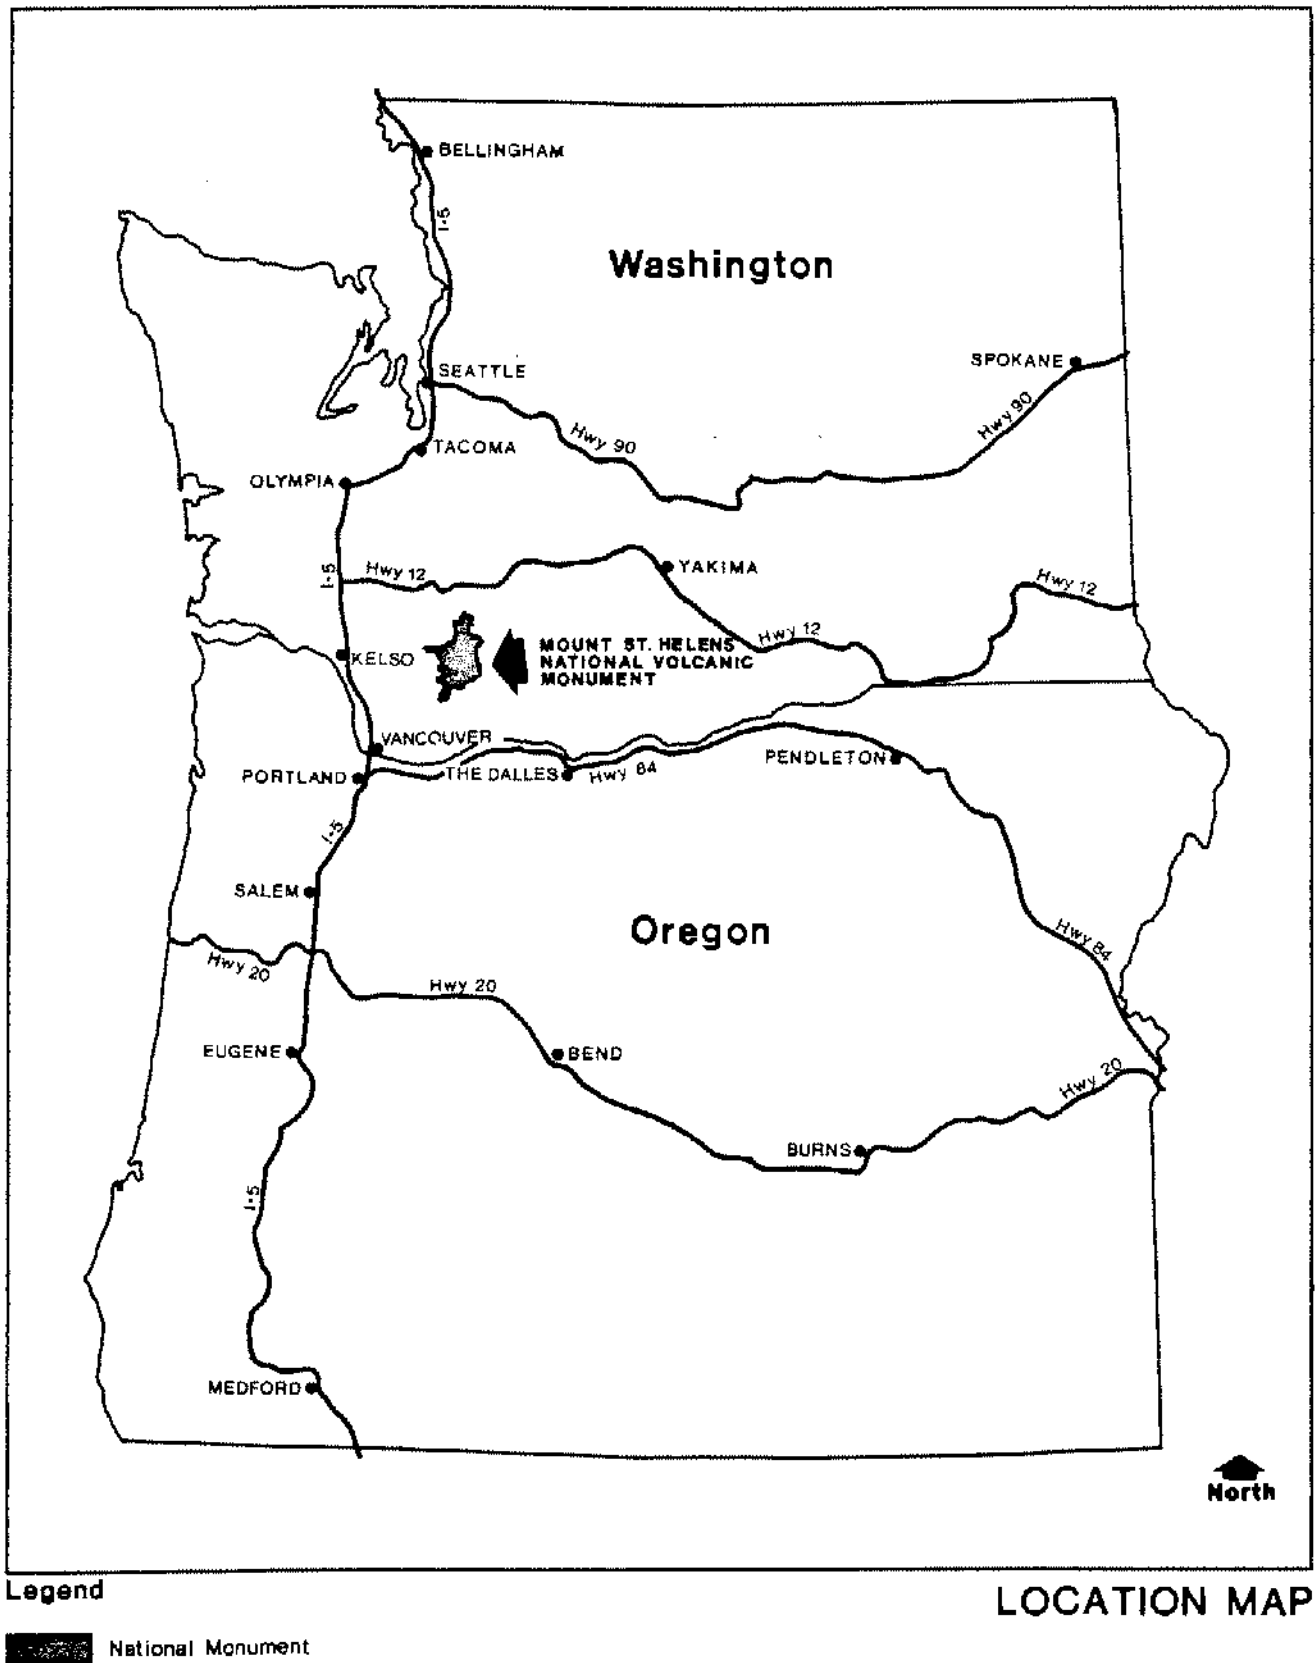 BELLINGHAM
I-5
Washington
SEATTLE
SPOKANE
Hwy 90
Hwy 90
TACOMA
OLYMPIA
I-5
Hwy 12
YAKIMA
Hwy 12
Hwy 12
KELSO
MOUNT ST. HELENS
NATIONAL VOLCANIC
MONUMENT
VANCOUVER
PORTLAND
THE DALLES
Hwy 84
PENDLETON
I-5
SALEM
Oregon
Hwy 84
Hwy 20
Hwy 20
EUGENE
BEND
Hwy 20
BURNS
I-5
MEDFORD
North
Legend
LOCATION MAP
National Monument